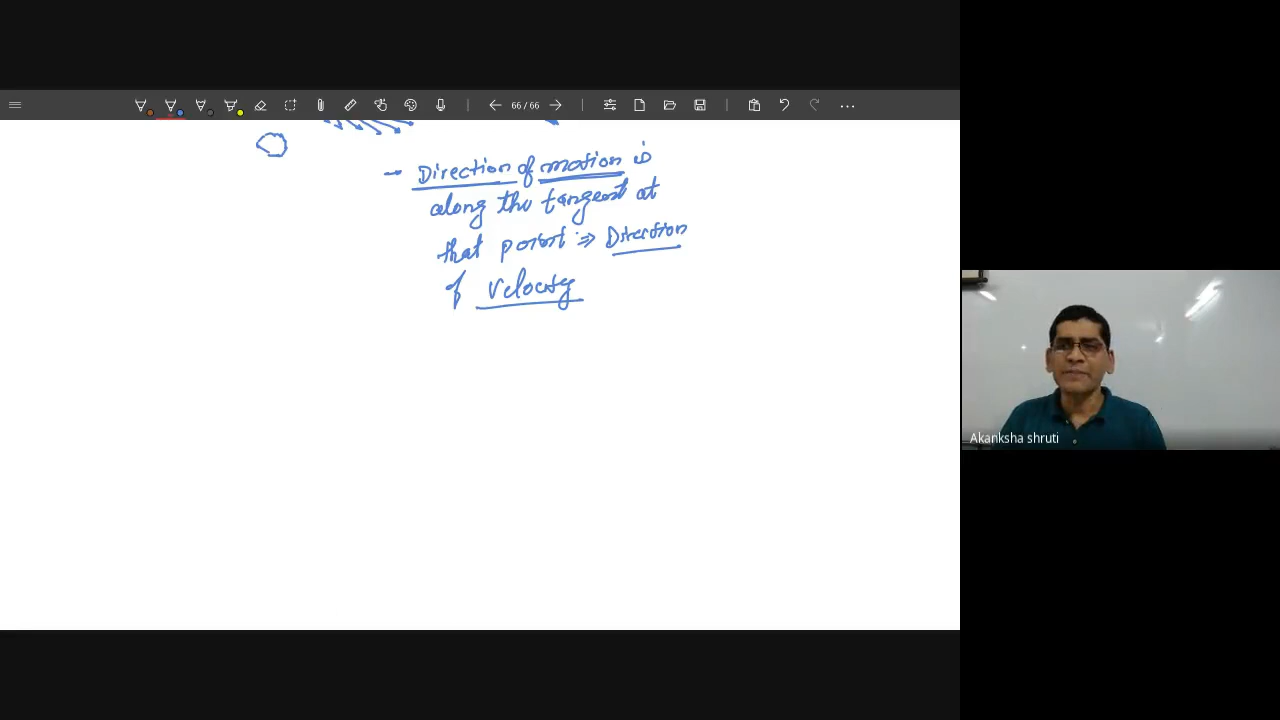 66 / 66
- Direction of motion is
along the tangent at
that point ⇒ Direction
of velocity
Akanksha shruti